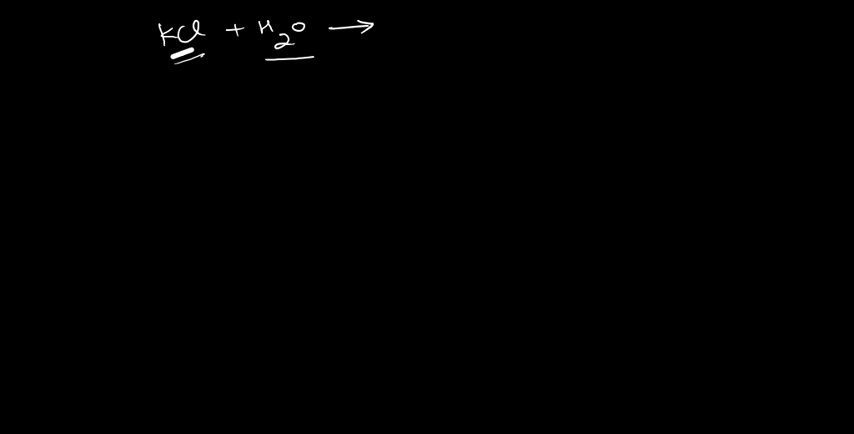 KCl + H₂O →